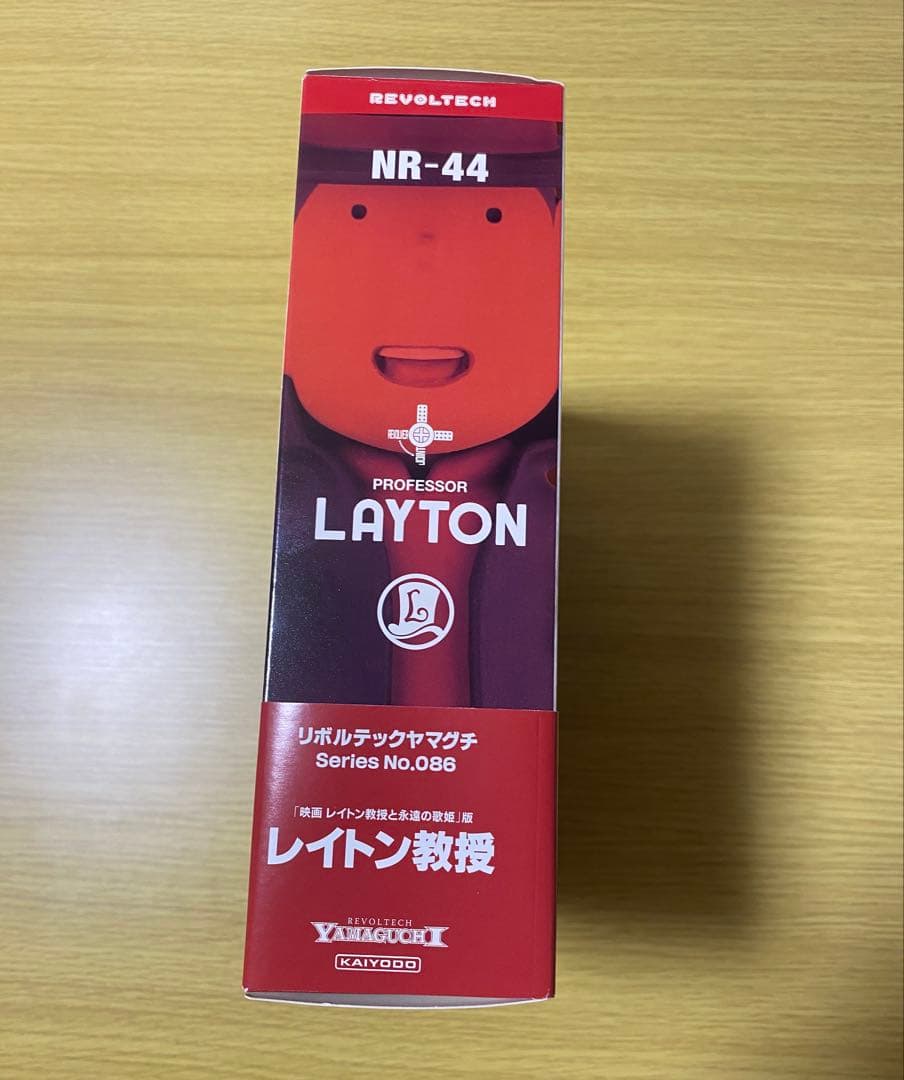 REVOLTECH
NR-44
REVOLVER
JOINT
PROFESSOR
LAYTON
L
リボルテックヤマグチ
Series No.086
「映画 レイトン教授と永遠の歌姫」版
レイトン教授
REVOLTECH
YAMAGUCHI
KAIYODO